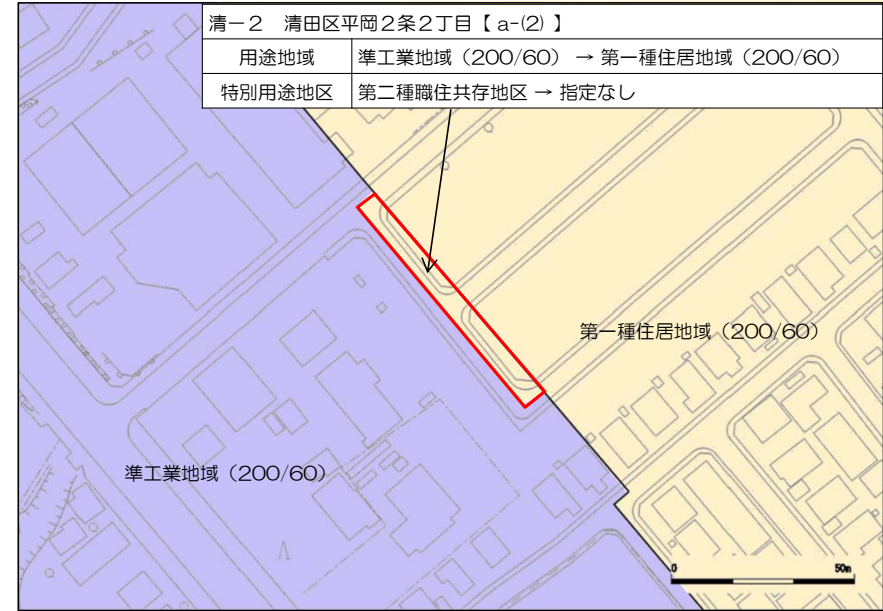 清－2　清田区平岡2条2丁目【 a-(2) 】
用途地域　準工業地域（200/60） → 第一種住居地域（200/60）
特別用途地区　第二種職住共存地区 → 指定なし
第一種住居地域（200/60）
準工業地域（200/60）
0　50m